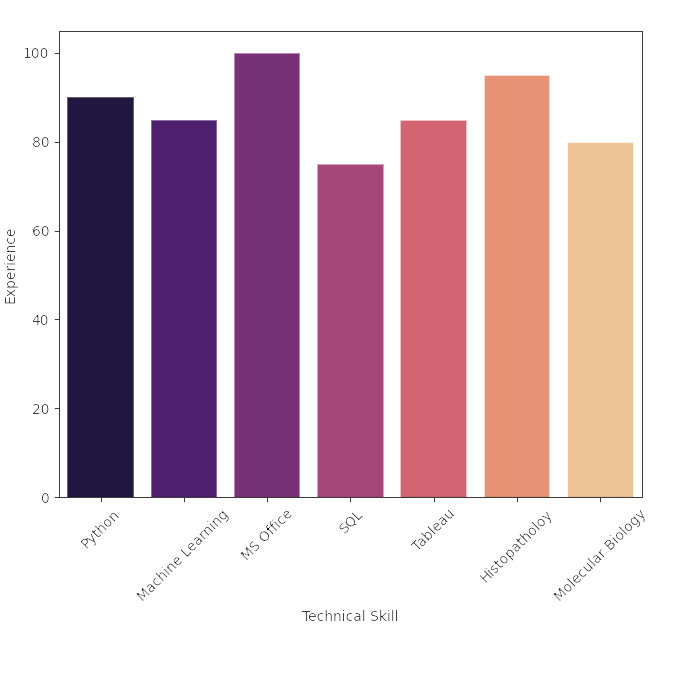 100
80
60
40
20
0
Experience
Python
Machine Learning
MS Office
SQL
Tableau
Histopatholoy
Molecular Biology
Technical Skill